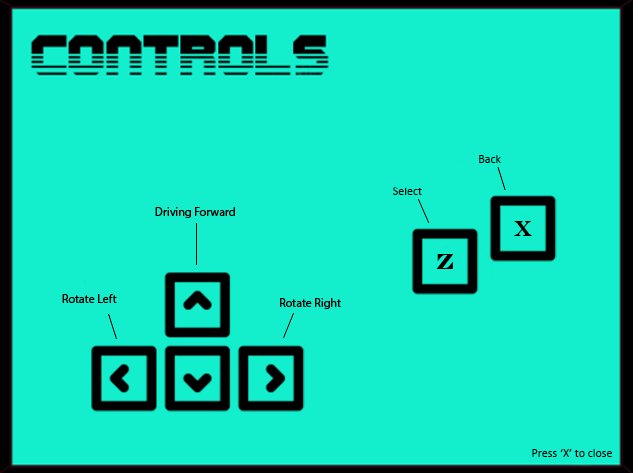 CONTROLS
Back
Select
X
Driving Forward
Z
Rotate Left
Rotate Right
Press ‘X’ to close